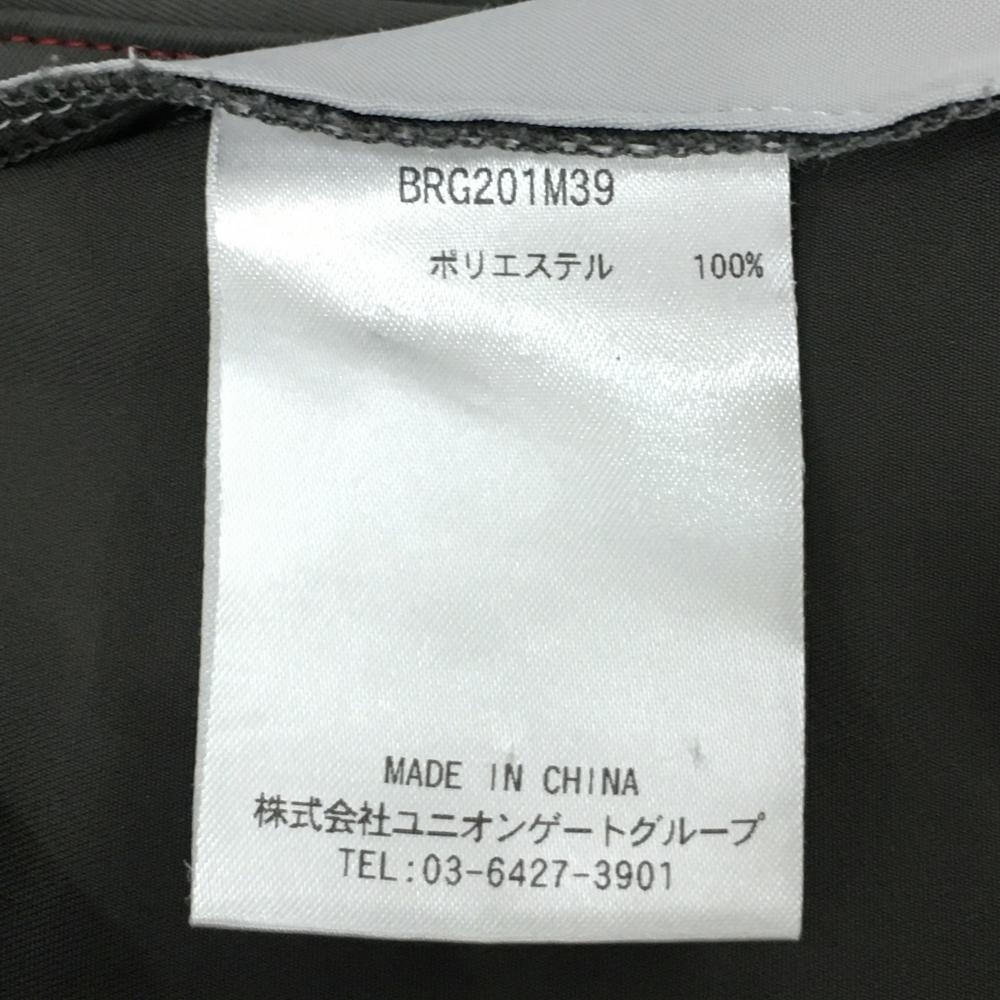 BRG201M39
ポリエステル 100%
MADE IN CHINA
株式会社ユニオンゲートグループ
TEL:03-6427-3901